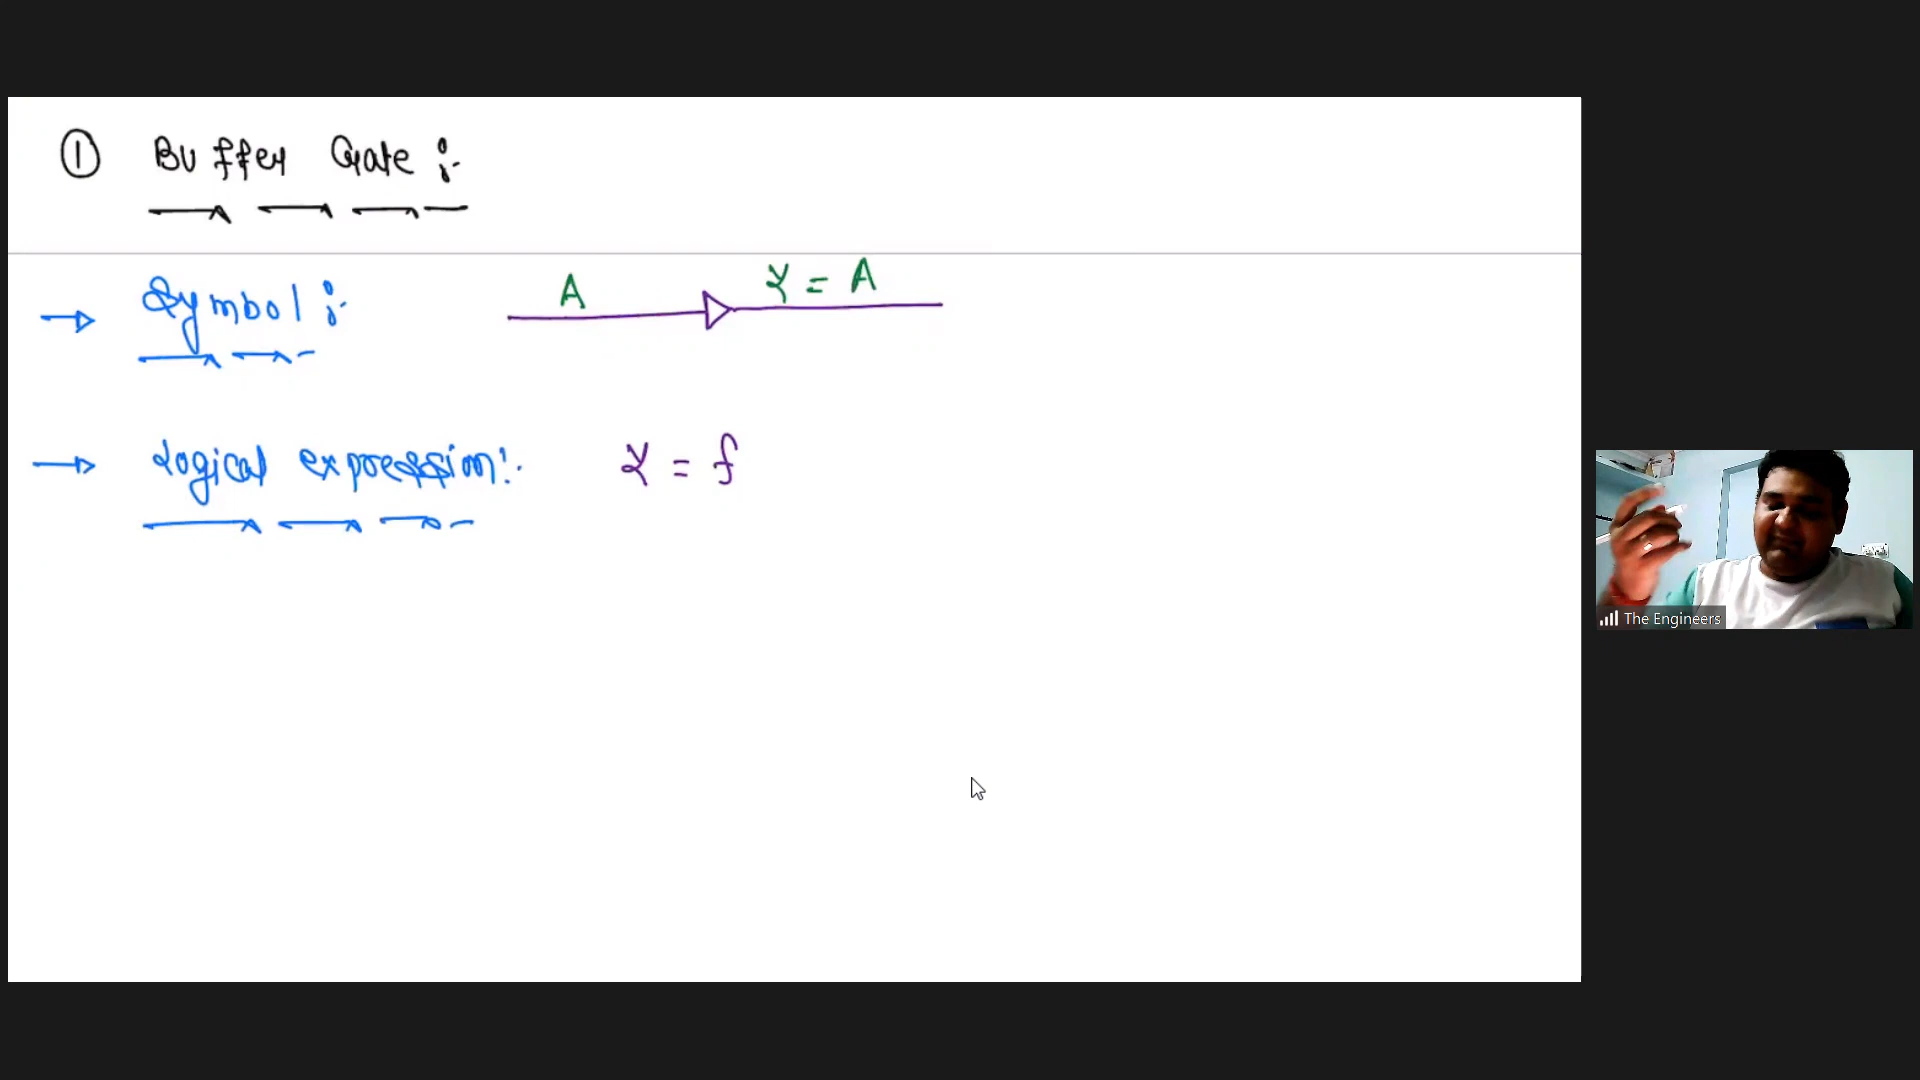 ① Buffer Gate :-
→ Symbol :- A Y = A
→ Logical expression :- Y = f
The Engineers